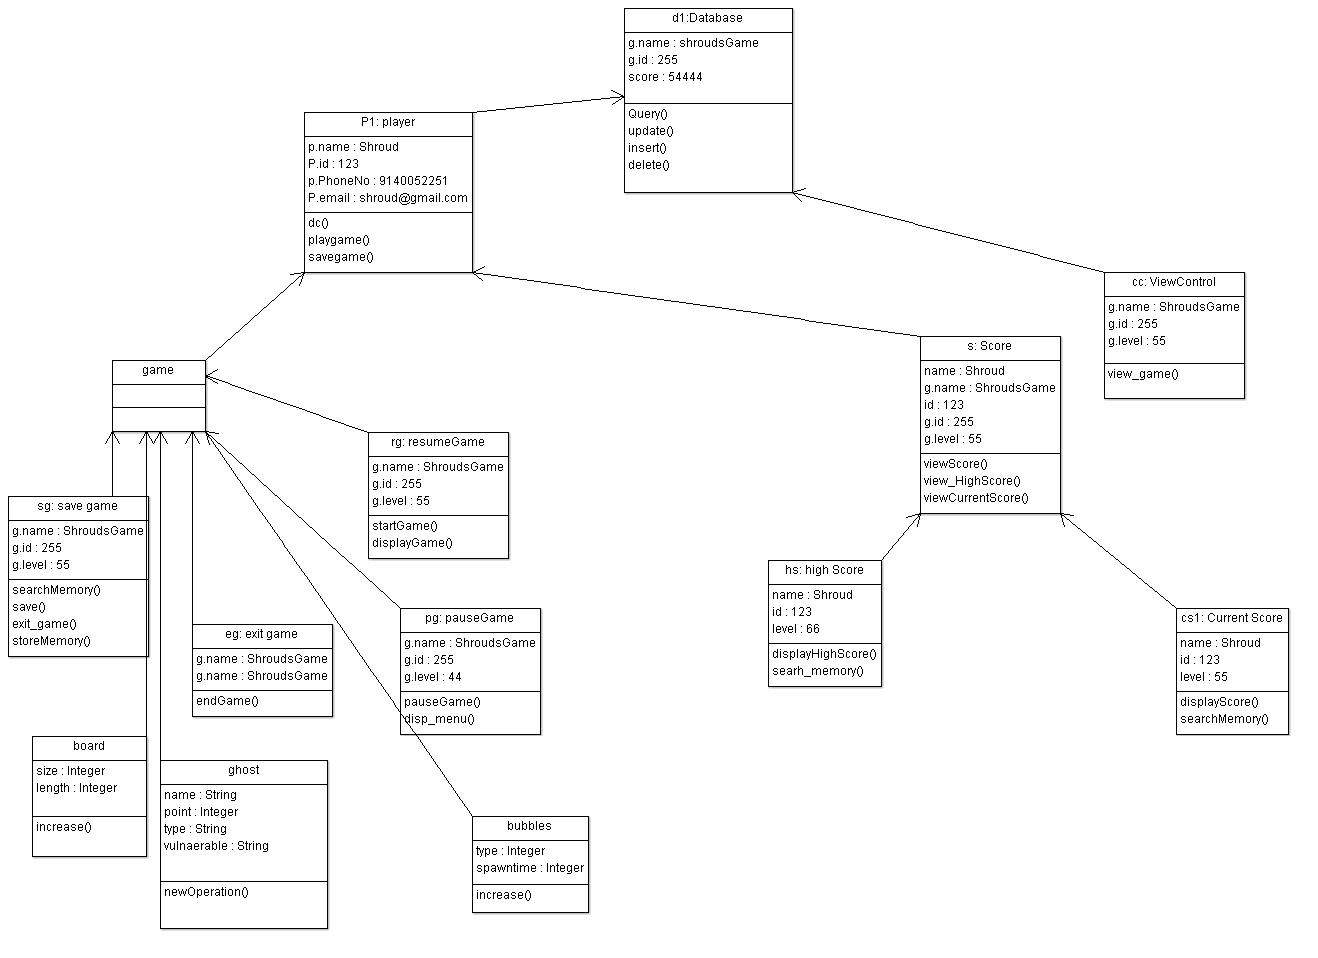 d1:Database
g.name : shroudsGame
g.id : 255
score : 54444
Query()
update()
insert()
delete()
P1: player
p.name : Shroud
P.id : 123
p.PhoneNo : 9140052251
P.email : shroud@gmail.com
dc()
playgame()
savegame()
cc: ViewControl
g.name : ShroudsGame
g.id : 255
g.level : 55
view_game()
s: Score
name : Shroud
g.name : ShroudsGame
id : 123
g.id : 255
g.level : 55
viewScore()
view_HighScore()
viewCurrentScore()
game
rg: resumeGame
g.name : ShroudsGame
g.id : 255
g.level : 55
startGame()
displayGame()
sg: save game
g.name : ShroudsGame
g.id : 255
g.level : 55
searchMemory()
save()
exit_game()
storeMemory()
hs: high Score
name : Shroud
id : 123
level : 66
displayHighScore()
searh_memory()
cs1: Current Score
name : Shroud
id : 123
level : 55
displayScore()
searchMemory()
pg: pauseGame
g.name : ShroudsGame
g.id : 255
g.level : 44
pauseGame()
disp_menu()
eg: exit game
g.name : ShroudsGame
g.name : ShroudsGame
endGame()
board
size : Integer
length : Integer
increase()
ghost
name : String
point : Integer
type : String
vulnaerable : String
newOperation()
bubbles
type : Integer
spawntime : Integer
increase()